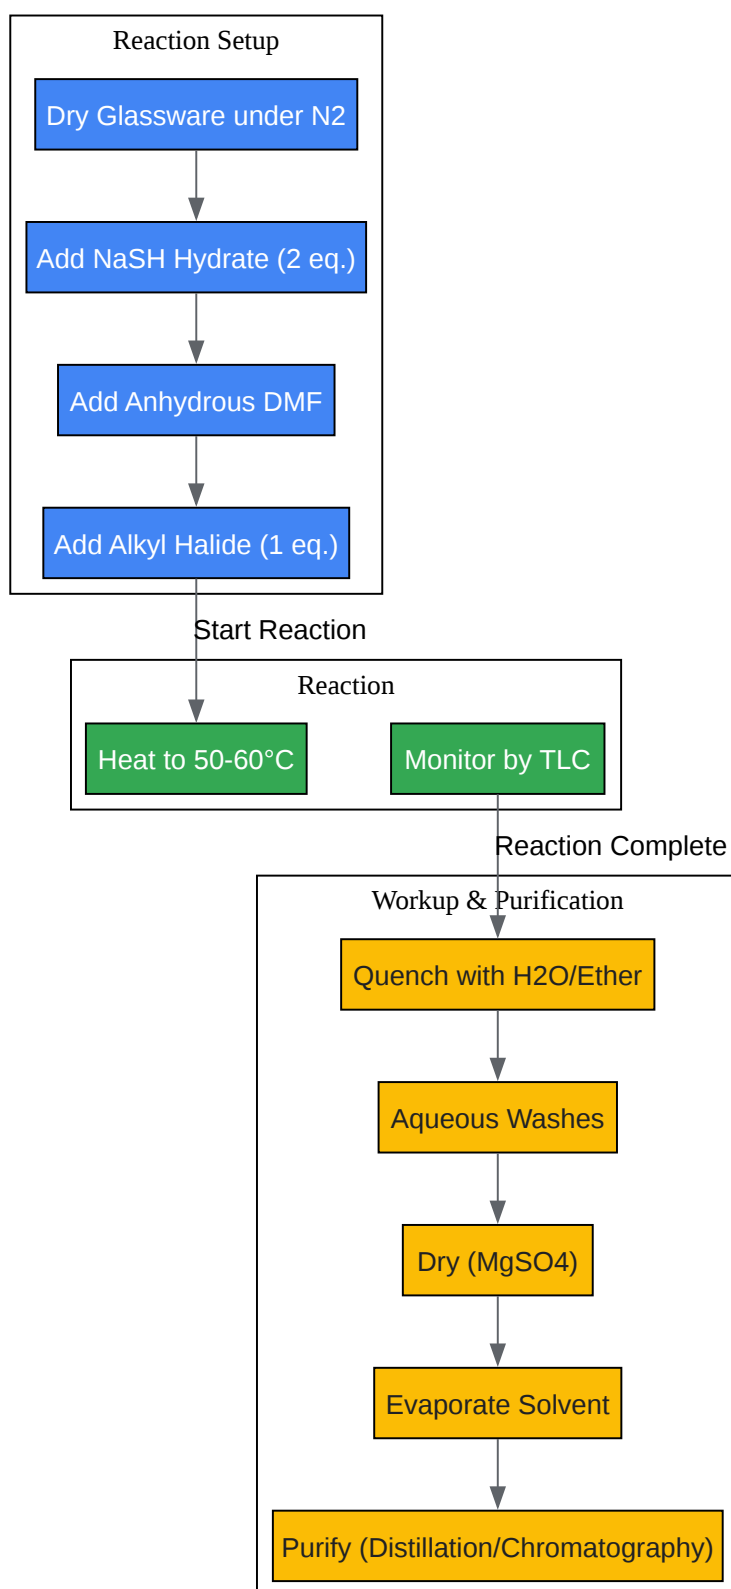 Reaction Setup
Dry Glassware under N2
Add NaSH Hydrate (2 eq.)
Add Anhydrous DMF
Add Alkyl Halide (1 eq.)
Start Reaction
Reaction
Heat to 50-60°C
Monitor by TLC
Reaction Complete
Workup & Purification
Quench with H2O/Ether
Aqueous Washes
Dry (MgSO4)
Evaporate Solvent
Purify (Distillation/Chromatography)